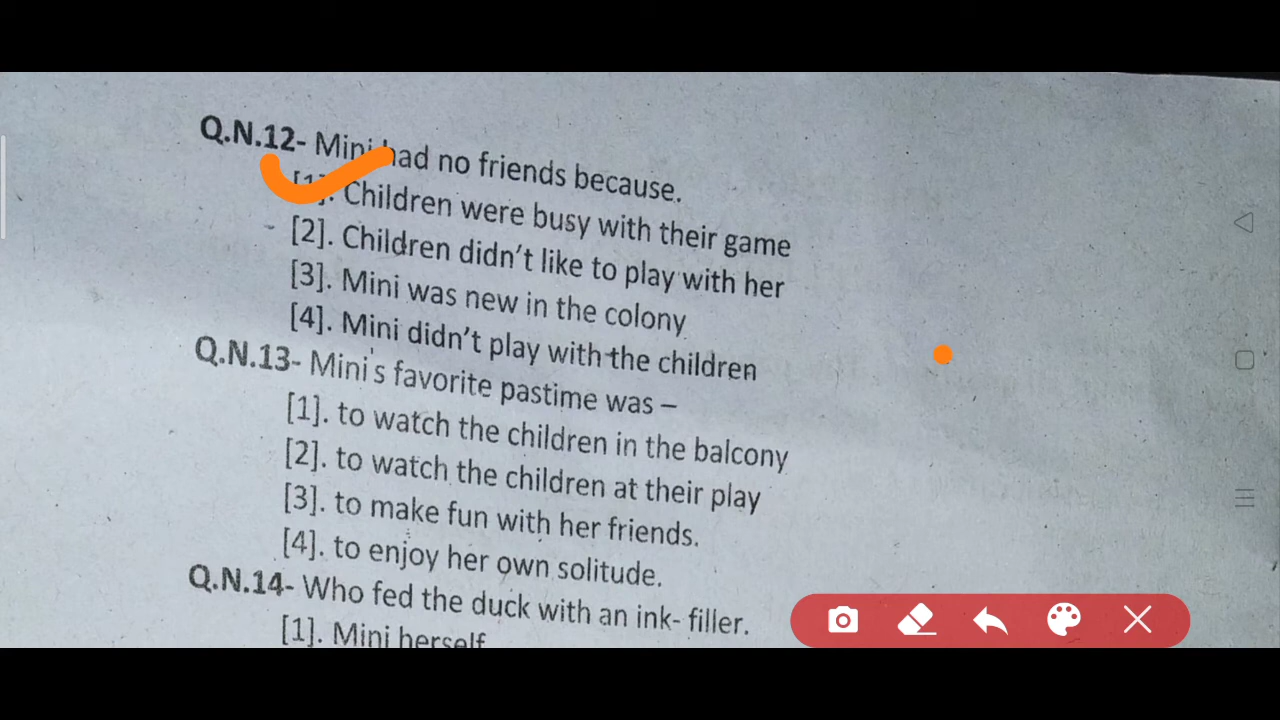 Q.N.12- Mini had no friends because.
[1]. Children were busy with their game
[2]. Children didn't like to play with her
[3]. Mini was new in the colony
[4]. Mini didn't play with the children
Q.N.13- Mini's favorite pastime was –
[1]. to watch the children in the balcony
[2]. to watch the children at their play
[3]. to make fun with her friends.
[4]. to enjoy her own solitude.
Q.N.14- Who fed the duck with an ink- filler.
[1]. Mini herself